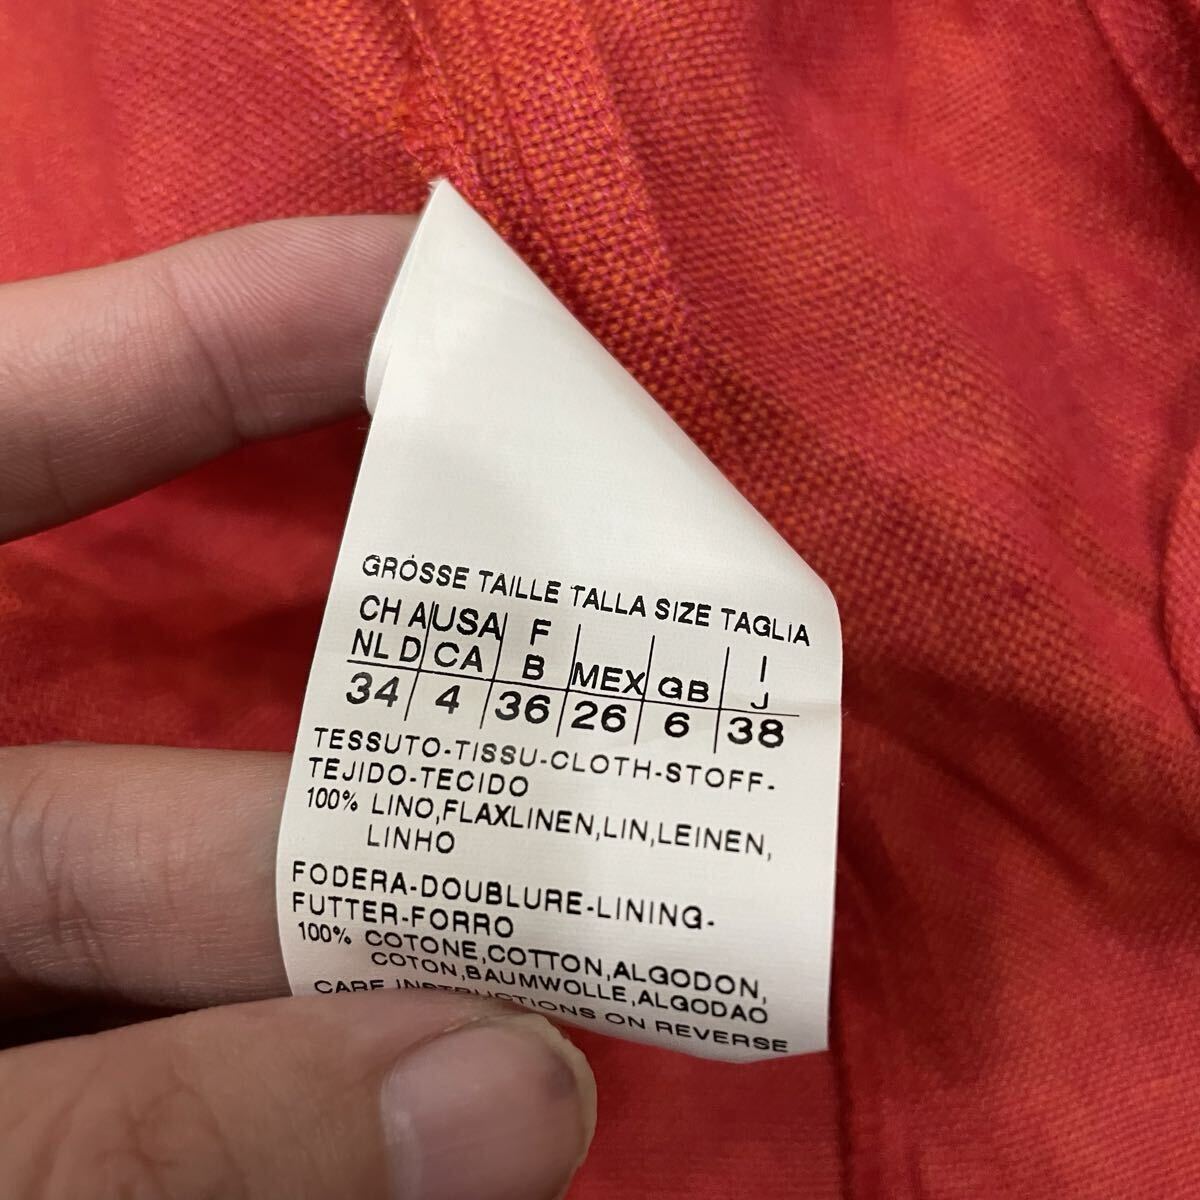 GRÖSSE TAILLE TALLA SIZE TAGLIA
CH A USA F I
NL D CA B MEX GB J
34 4 36 26 6 38
TESSUTO-TISSU-CLOTH-STOFF-
TEJIDO-TECIDO
100% LINO,FLAXLINEN,LIN,LEINEN,
LINHO
FODERA-DOUBLURE-LINING-
FUTTER-FORRO
100% COTONE,COTTON,ALGODON,
COTON,BAUMWOLLE,ALGODAO
CARE INSTRUCTIONS ON REVERSE